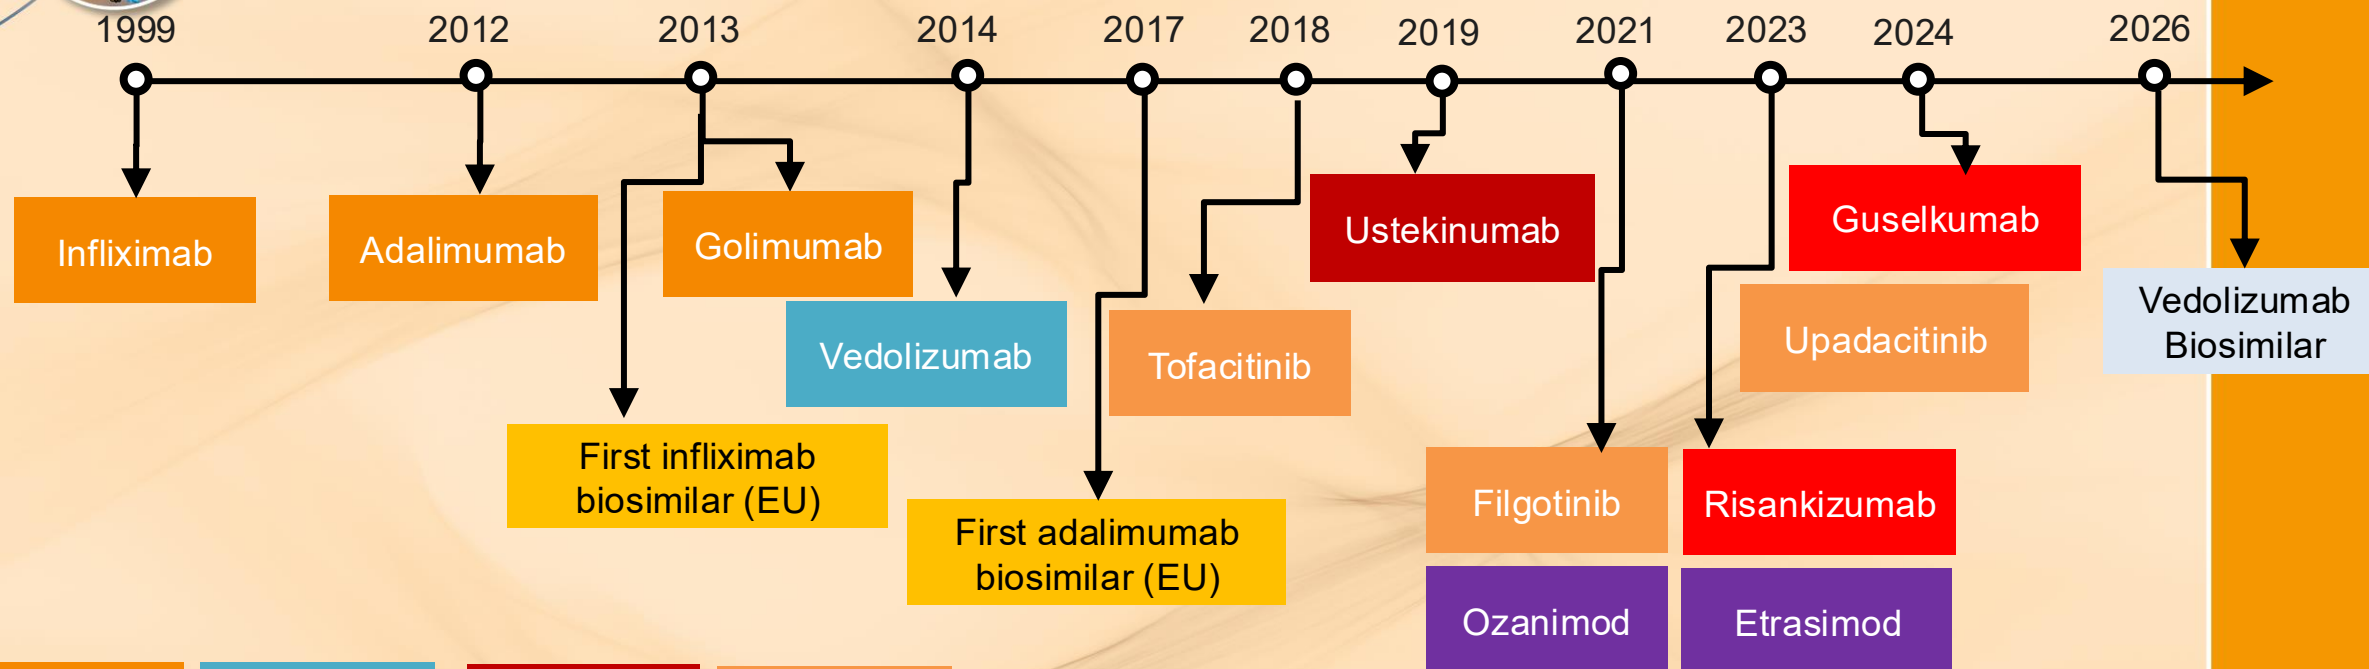 1999
2012
2013
2014
2017
2018
2019
2021
2023
2024
2026
Infliximab
Adalimumab
Golimumab
Ustekinumab
Guselkumab
Vedolizumab
Tofacitinib
Upadacitinib
Vedolizumab
Biosimilar
First infliximab
biosimilar (EU)
First adalimumab
biosimilar (EU)
Filgotinib
Risankizumab
Ozanimod
Etrasimod